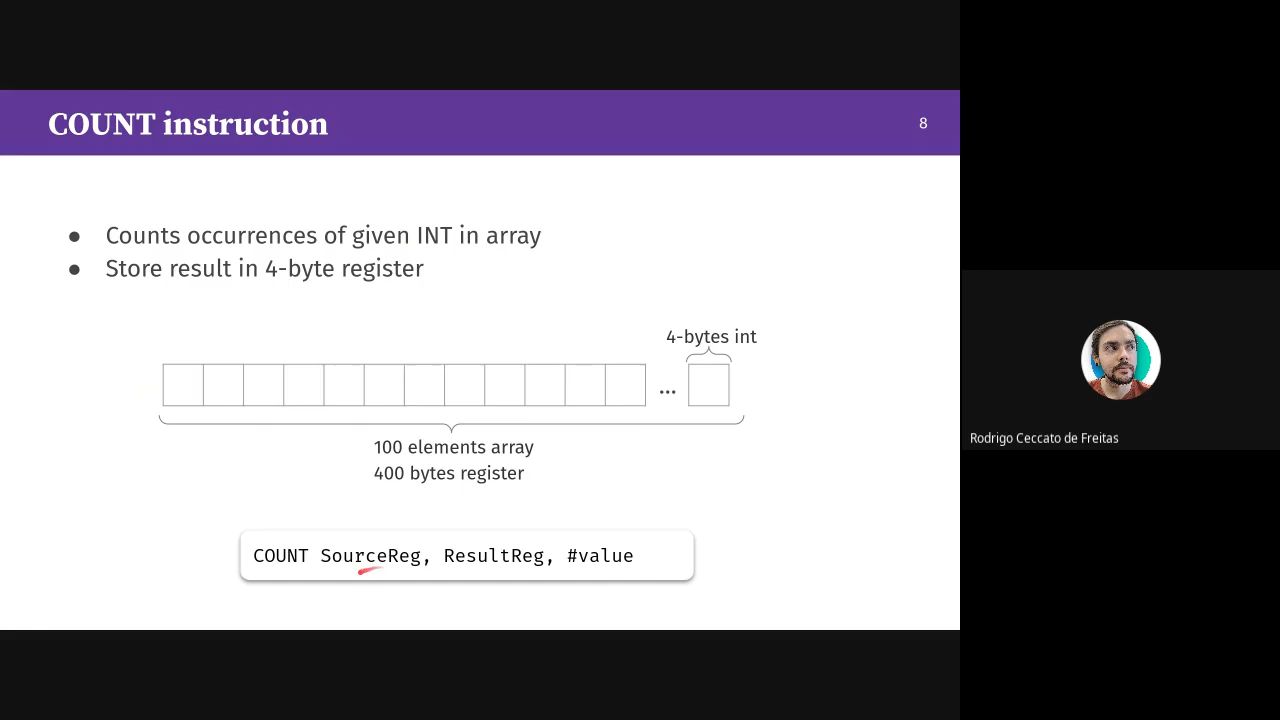 COUNT instruction
8
● Counts occurrences of given INT in array
● Store result in 4-byte register
4-bytes int
...
100 elements array
400 bytes register
COUNT SourceReg, ResultReg, #value
Rodrigo Ceccato de Freitas